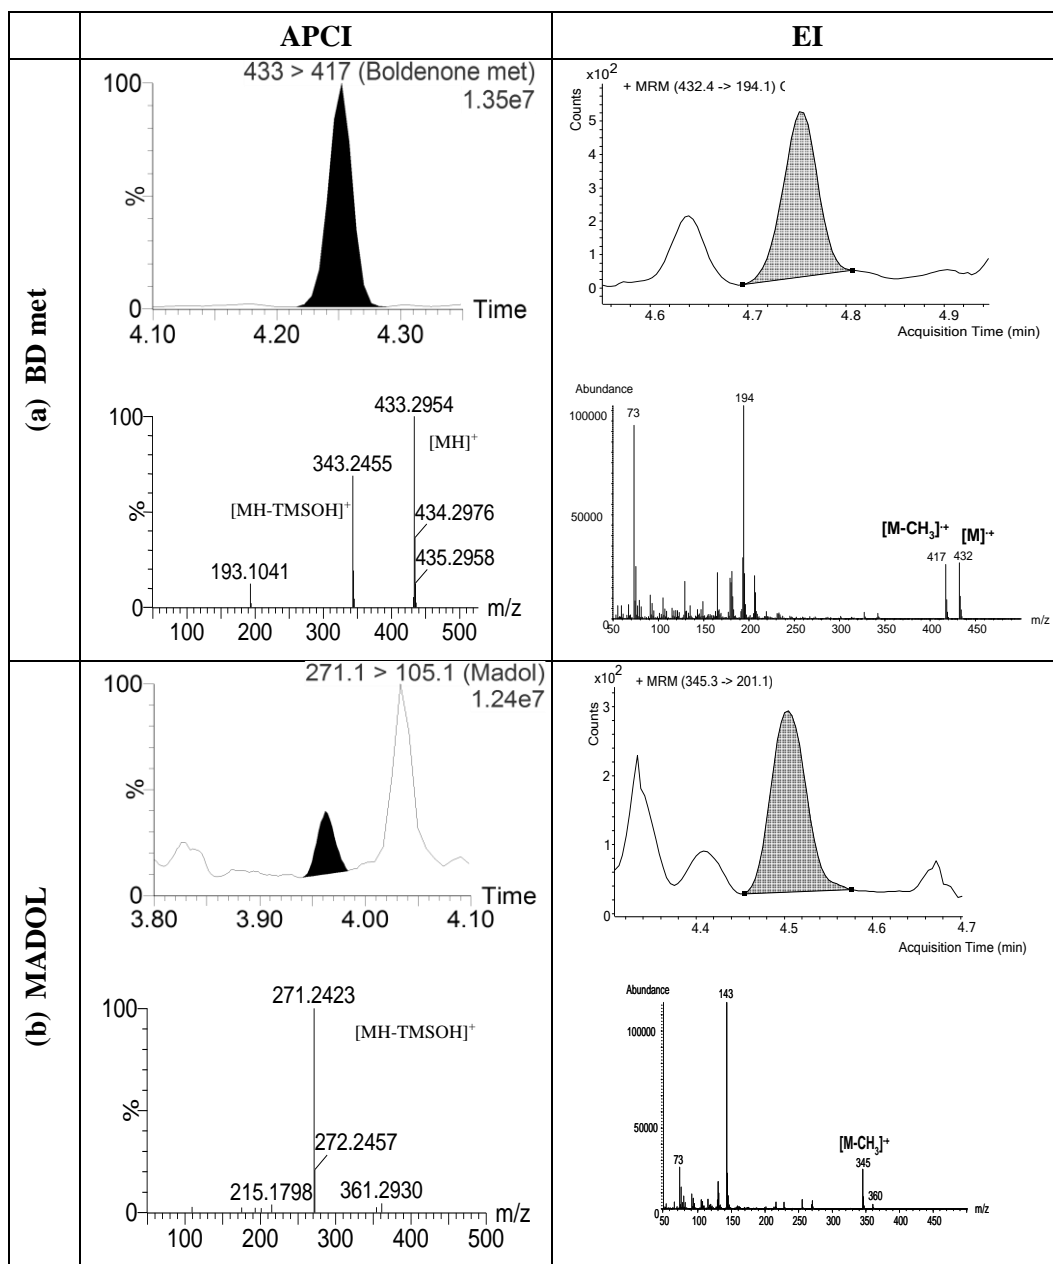 APCI
EI
(a) BD met
433 > 417 (Boldenone met)
1.35e7
100
%
0
4.10
4.20
4.30
Time
x10²
+ MRM (432.4 -> 194.1) C
Counts
5
4
3
2
1
0
4.6
4.7
4.8
4.9
Acquisition Time (min)
433.2954
100
[MH]⁺
343.2455
[MH-TMSOH]⁺
434.2976
%
435.2958
193.1041
0
m/z
100 200 300 400 500
Abundance
100000
73
194
50000
[M-CH₃]·⁺ [M]·⁺
417 432
0
50 100 150 200 250 300 350 400 450
m/z
(b) MADOL
271.1 > 105.1 (Madol)
1.24e7
100
%
0
3.80
3.90
4.00
4.10
Time
x10²
+ MRM (345.3 -> 201.1)
Counts
3
2
1
0
4.4
4.5
4.6
4.7
Acquisition Time (min)
271.2423
100
[MH-TMSOH]⁺
%
272.2457
215.1798
361.2930
0
m/z
100 200 300 400 500
Abundance
143
100000
50000
[M-CH₃]·⁺
73
345
360
0
50 100 150 200 250 300 350 400 450
m/z